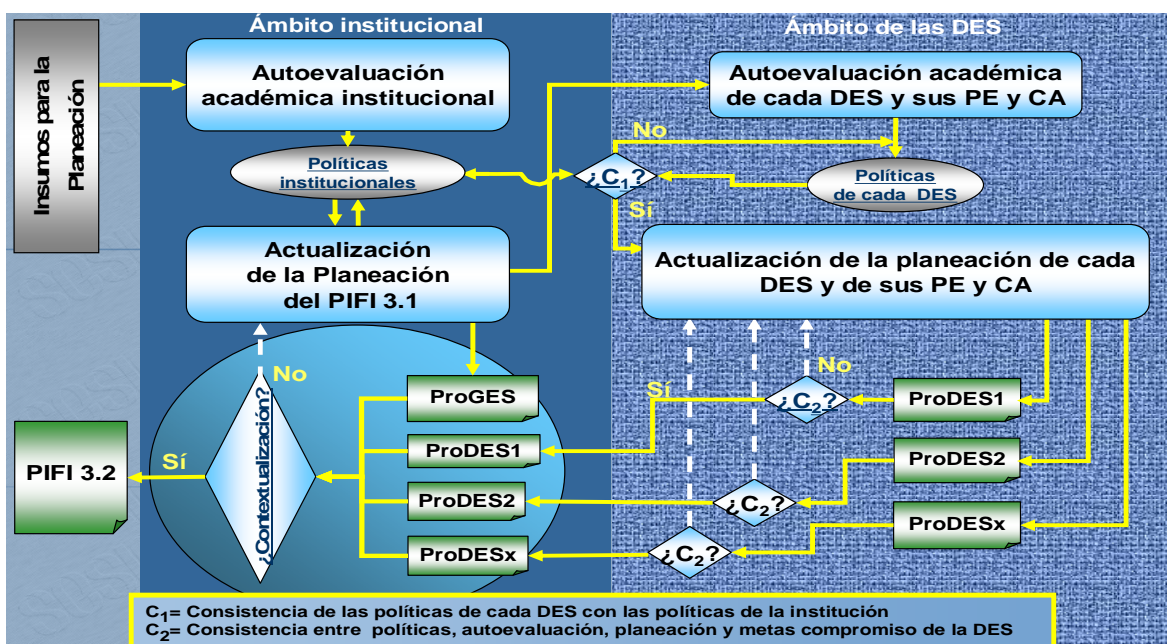 Ámbito institucional
Ámbito de las DES
Insumos para la
Planeación
Autoevaluación
académica institucional
Autoevaluación académica
de cada DES y sus PE y CA
No
Políticas
institucionales
¿C₁?
Políticas
de cada DES
Sí
Actualización
de la Planeación
del PIFI 3.1
Actualización de la planeación de cada
DES y de sus PE y CA
No
No
Sí
ProGES
¿C₂?
ProDES1
ProDES1
¿Contextualización?
PIFI 3.2
Sí
ProDES2
ProDES2
¿C₂?
ProDESx
ProDESx
¿C₂?
C₁= Consistencia de las políticas de cada DES con las políticas de la institución
C₂= Consistencia entre políticas, autoevaluación, planeación y metas compromiso de la DES